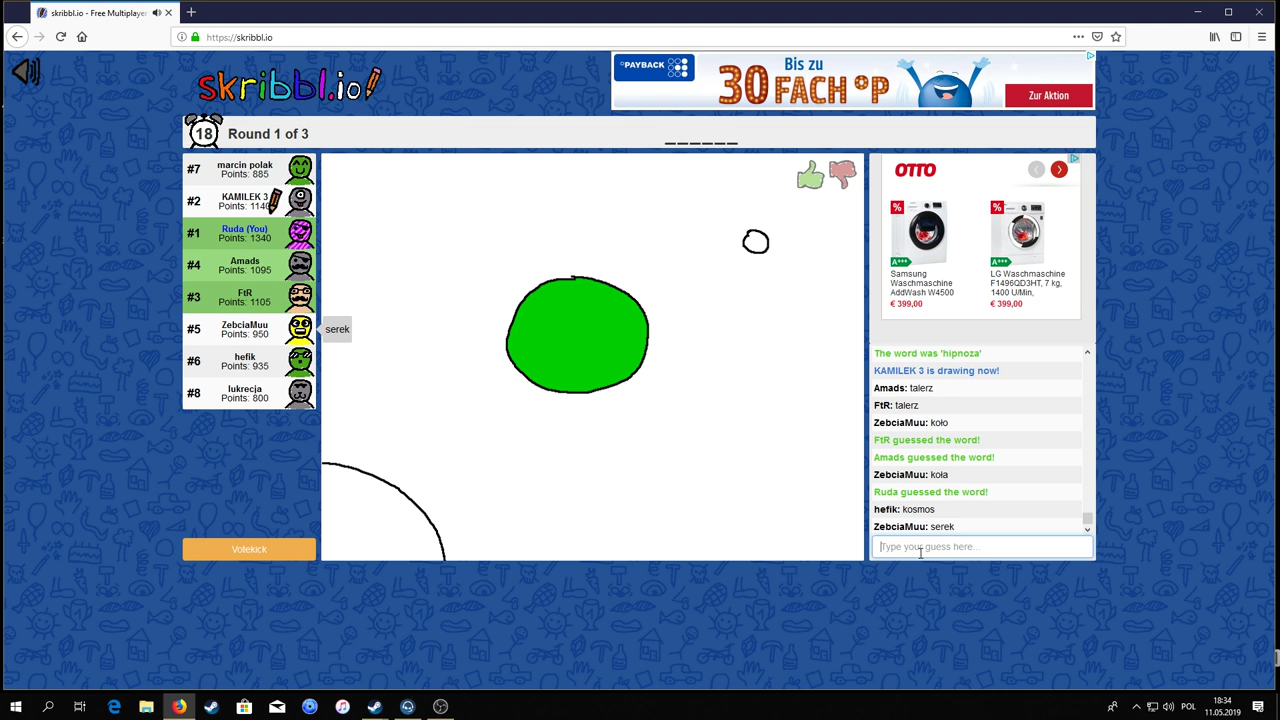 skribbl.io - Free Multiplayer
https://skribbl.io
skribbl.io!
°PAYBACK
Bis zu
30 FACH °P
Zur Aktion
18
Round 1 of 3
______
#7
marcin polak
Points: 885
#2
KAMILEK 3
Points: 1140
#1
Ruda (You)
Points: 1340
#4
Amads
Points: 1095
#3
FtR
Points: 1105
#5
ZebciaMuu
Points: 950
serek
#6
hefik
Points: 935
#8
lukrecja
Points: 800
Votekick
OTTO
%
%
A+++
A+++
Samsung
Waschmaschine
AddWash W4500
€ 399,00
LG Waschmaschine
F1496QD3HT, 7 kg,
1400 U/Min,
€ 399,00
The word was 'hipnoza'
KAMILEK 3 is drawing now!
Amads: talerz
FtR: talerz
ZebciaMuu: koło
FtR guessed the word!
Amads guessed the word!
ZebciaMuu: koła
Ruda guessed the word!
hefik: kosmos
ZebciaMuu: serek
Type your guess here...
POL
18:34
11.05.2019